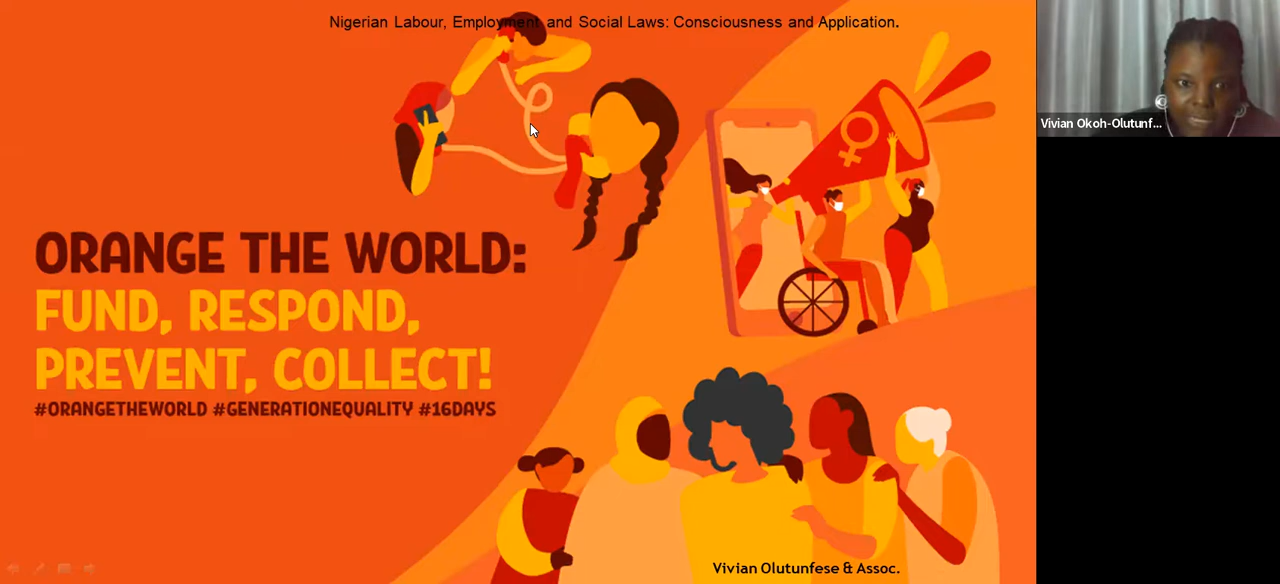 Nigerian Labour, Employment and Social Laws: Consciousness and Application.
Vivian Okoh-Olutunf...
ORANGE THE WORLD:
FUND, RESPOND,
PREVENT, COLLECT!
#ORANGETHEWORLD #GENERATIONEQUALITY #16DAYS
Vivian Olutunfese & Assoc.